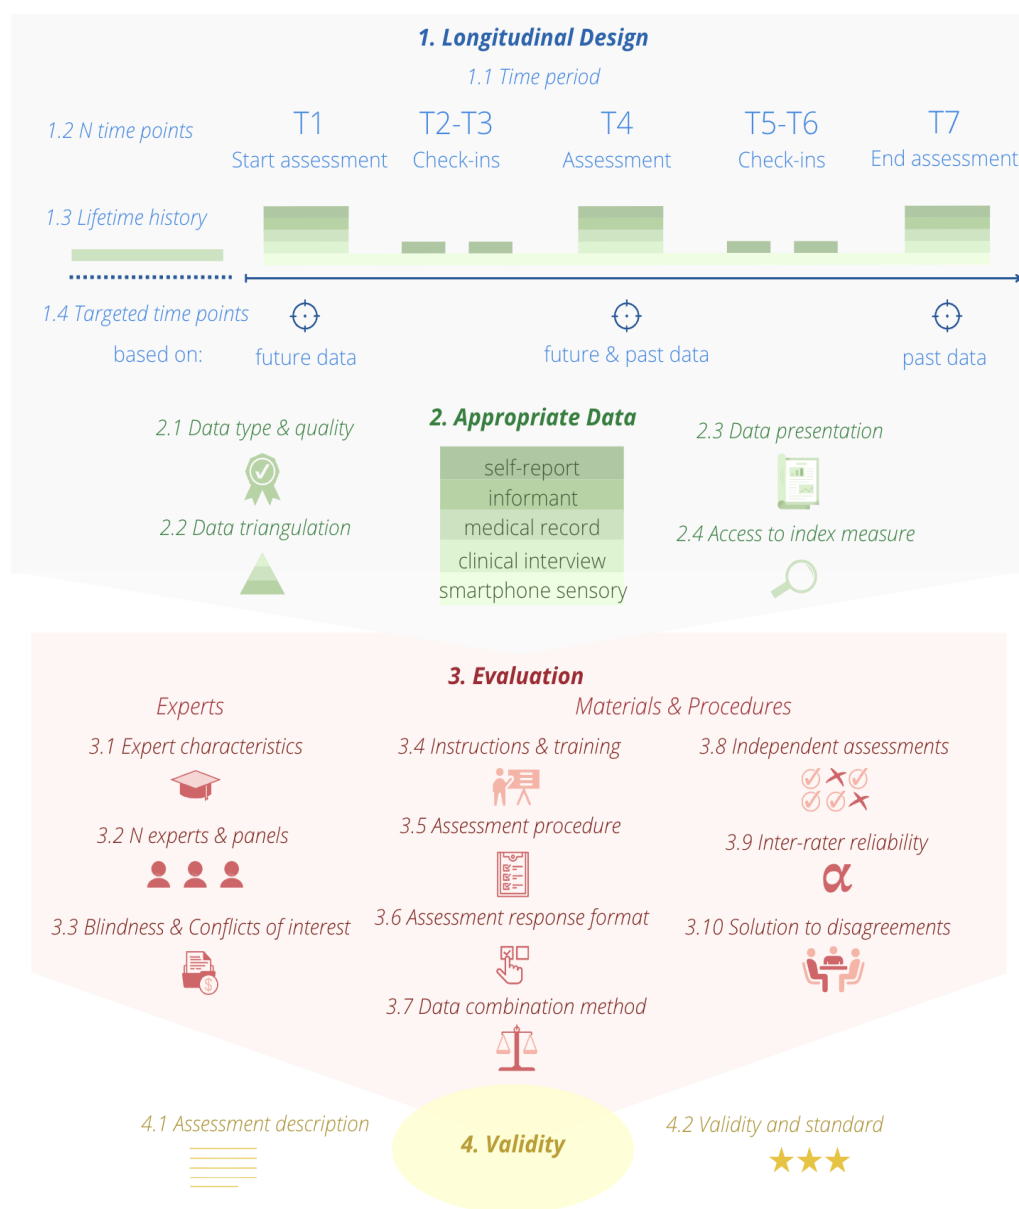 1. Longitudinal Design
1.1 Time period
1.2 N time points
T1
T2-T3
T4
T5-T6
T7
Start assessment
Check-ins
Assessment
Check-ins
End assessment
1.3 Lifetime history
1.4 Targeted time points
based on:
future data
future & past data
past data
2. Appropriate Data
2.1 Data type & quality
2.2 Data triangulation
self-report
informant
medical record
clinical interview
smartphone sensory
2.3 Data presentation
2.4 Access to index measure
3. Evaluation
Experts
Materials & Procedures
3.1 Expert characteristics
3.2 N experts & panels
3.3 Blindness & Conflicts of interest
$
3.4 Instructions & training
3.5 Assessment procedure
3.6 Assessment response format
3.7 Data combination method
3.8 Independent assessments
3.9 Inter-rater reliability
α
3.10 Solution to disagreements
4. Validity
4.1 Assessment description
4.2 Validity and standard